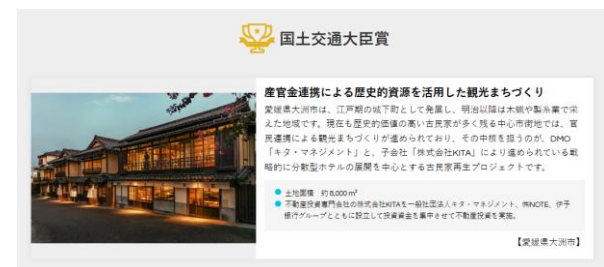 国土交通大臣賞
産官金連携による歴史的資源を活用した観光まちづくり
愛媛県大洲市は、江戸期の城下町として発展し、明治以降は木蝋や製糸業で栄
えた地域です。現在も歴史的価値の高い古民家が多く残る中心市街地では、官
民連携による観光まちづくりが進められており、その中核を担うのが、DMO
「キタ・マネジメント」と、子会社「株式会社KITA」により進められている戦
略的に分散型ホテルの展開を中心とする古民家再生プロジェクトです。
土地面積 約8,000㎡
不動産投資専門会社の株式会社KITAを一般社団法人キタ・マネジメント、㈱NOTE、伊予
銀行グループとともに設立して投資資金を集中させて不動産投資を実施。
【愛媛県大洲市】